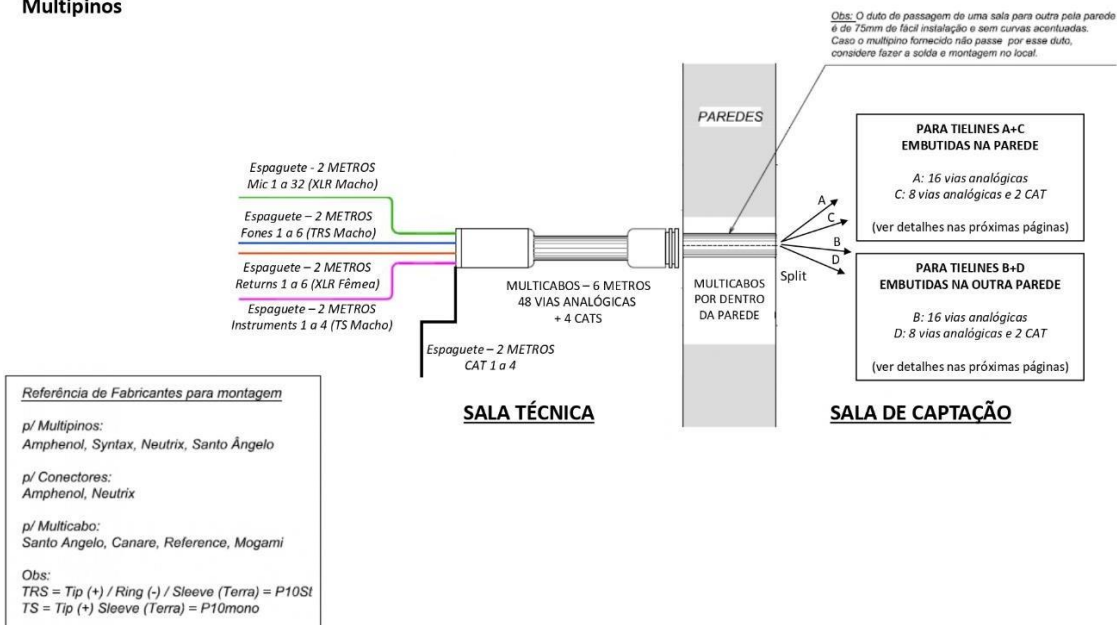 Multipinos
Obs: O duto de passagem de uma sala para outra pela parede
é de 75mm de fácil instalação e sem curvas acentuadas.
Caso o multipino fornecido não passe por esse duto,
considere fazer a solda e montagem no local.
PAREDES
PARA TIELINES A+C
EMBUTIDAS NA PAREDE
A: 16 vias analógicas
C: 8 vias analógicas e 2 CAT
(ver detalhes nas próximas páginas)
Espaguete - 2 METROS
Mic 1 a 32 (XLR Macho)
Espaguete – 2 METROS
Fones 1 a 6 (TRS Macho)
Espaguete – 2 METROS
Returns 1 a 6 (XLR Fêmea)
Espaguete – 2 METROS
Instruments 1 a 4 (TS Macho)
Espaguete – 2 METROS
CAT 1 a 4
MULTICABOS – 6 METROS
48 VIAS ANALÓGICAS
+ 4 CATS
MULTICABOS
POR DENTRO
DA PAREDE
A
C
B
D
Split
PARA TIELINES B+D
EMBUTIDAS NA OUTRA PAREDE
B: 16 vias analógicas
D: 8 vias analógicas e 2 CAT
(ver detalhes nas próximas páginas)
SALA TÉCNICA
SALA DE CAPTAÇÃO
Referência de Fabricantes para montagem
p/ Multipinos:
Amphenol, Syntax, Neutrix, Santo Ângelo
p/ Conectores:
Amphenol, Neutrix
p/ Multicabo:
Santo Angelo, Canare, Reference, Mogami
Obs:
TRS = Tip (+) / Ring (-) / Sleeve (Terra) = P10St
TS = Tip (+) Sleeve (Terra) = P10mono